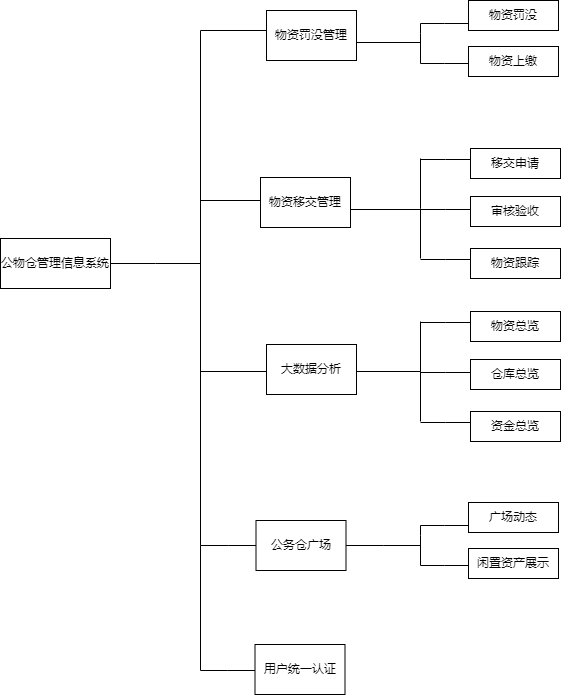 公物仓管理信息系统
物资罚没管理
物资罚没
物资上缴
物资移交管理
移交申请
审核验收
物资跟踪
大数据分析
物资总览
仓库总览
资金总览
公务仓广场
广场动态
闲置资产展示
用户统一认证